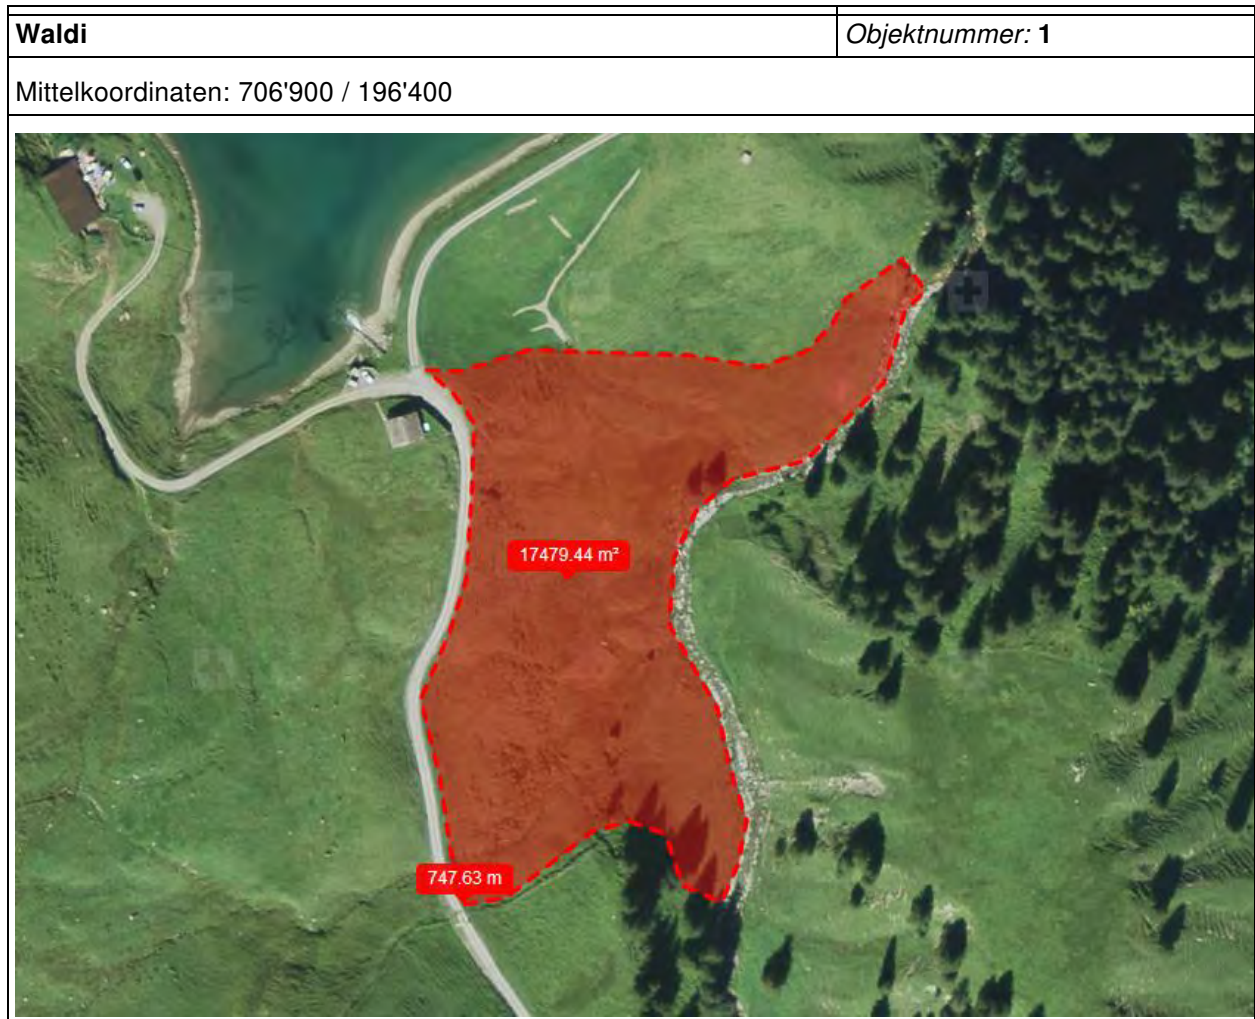 Waldi
Objektnummer: 1
Mittelkoordinaten: 706'900 / 196'400
17479.44 m²
747.63 m